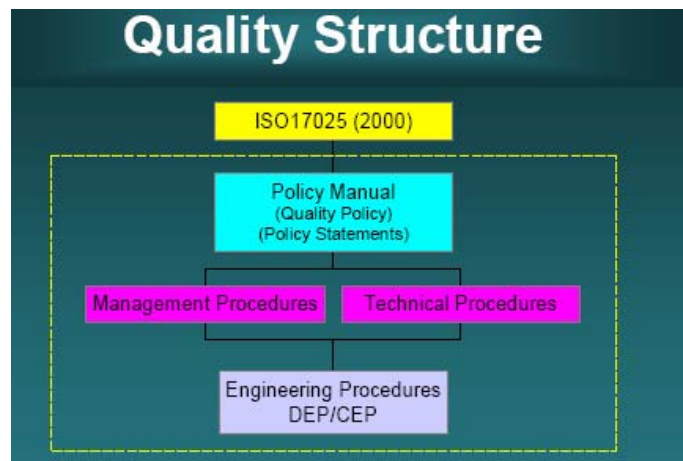 Quality Structure
ISO17025 (2000)
Policy Manual
(Quality Policy)
(Policy Statements)
Management Procedures
Technical Procedures
Engineering Procedures
DEP/CEP